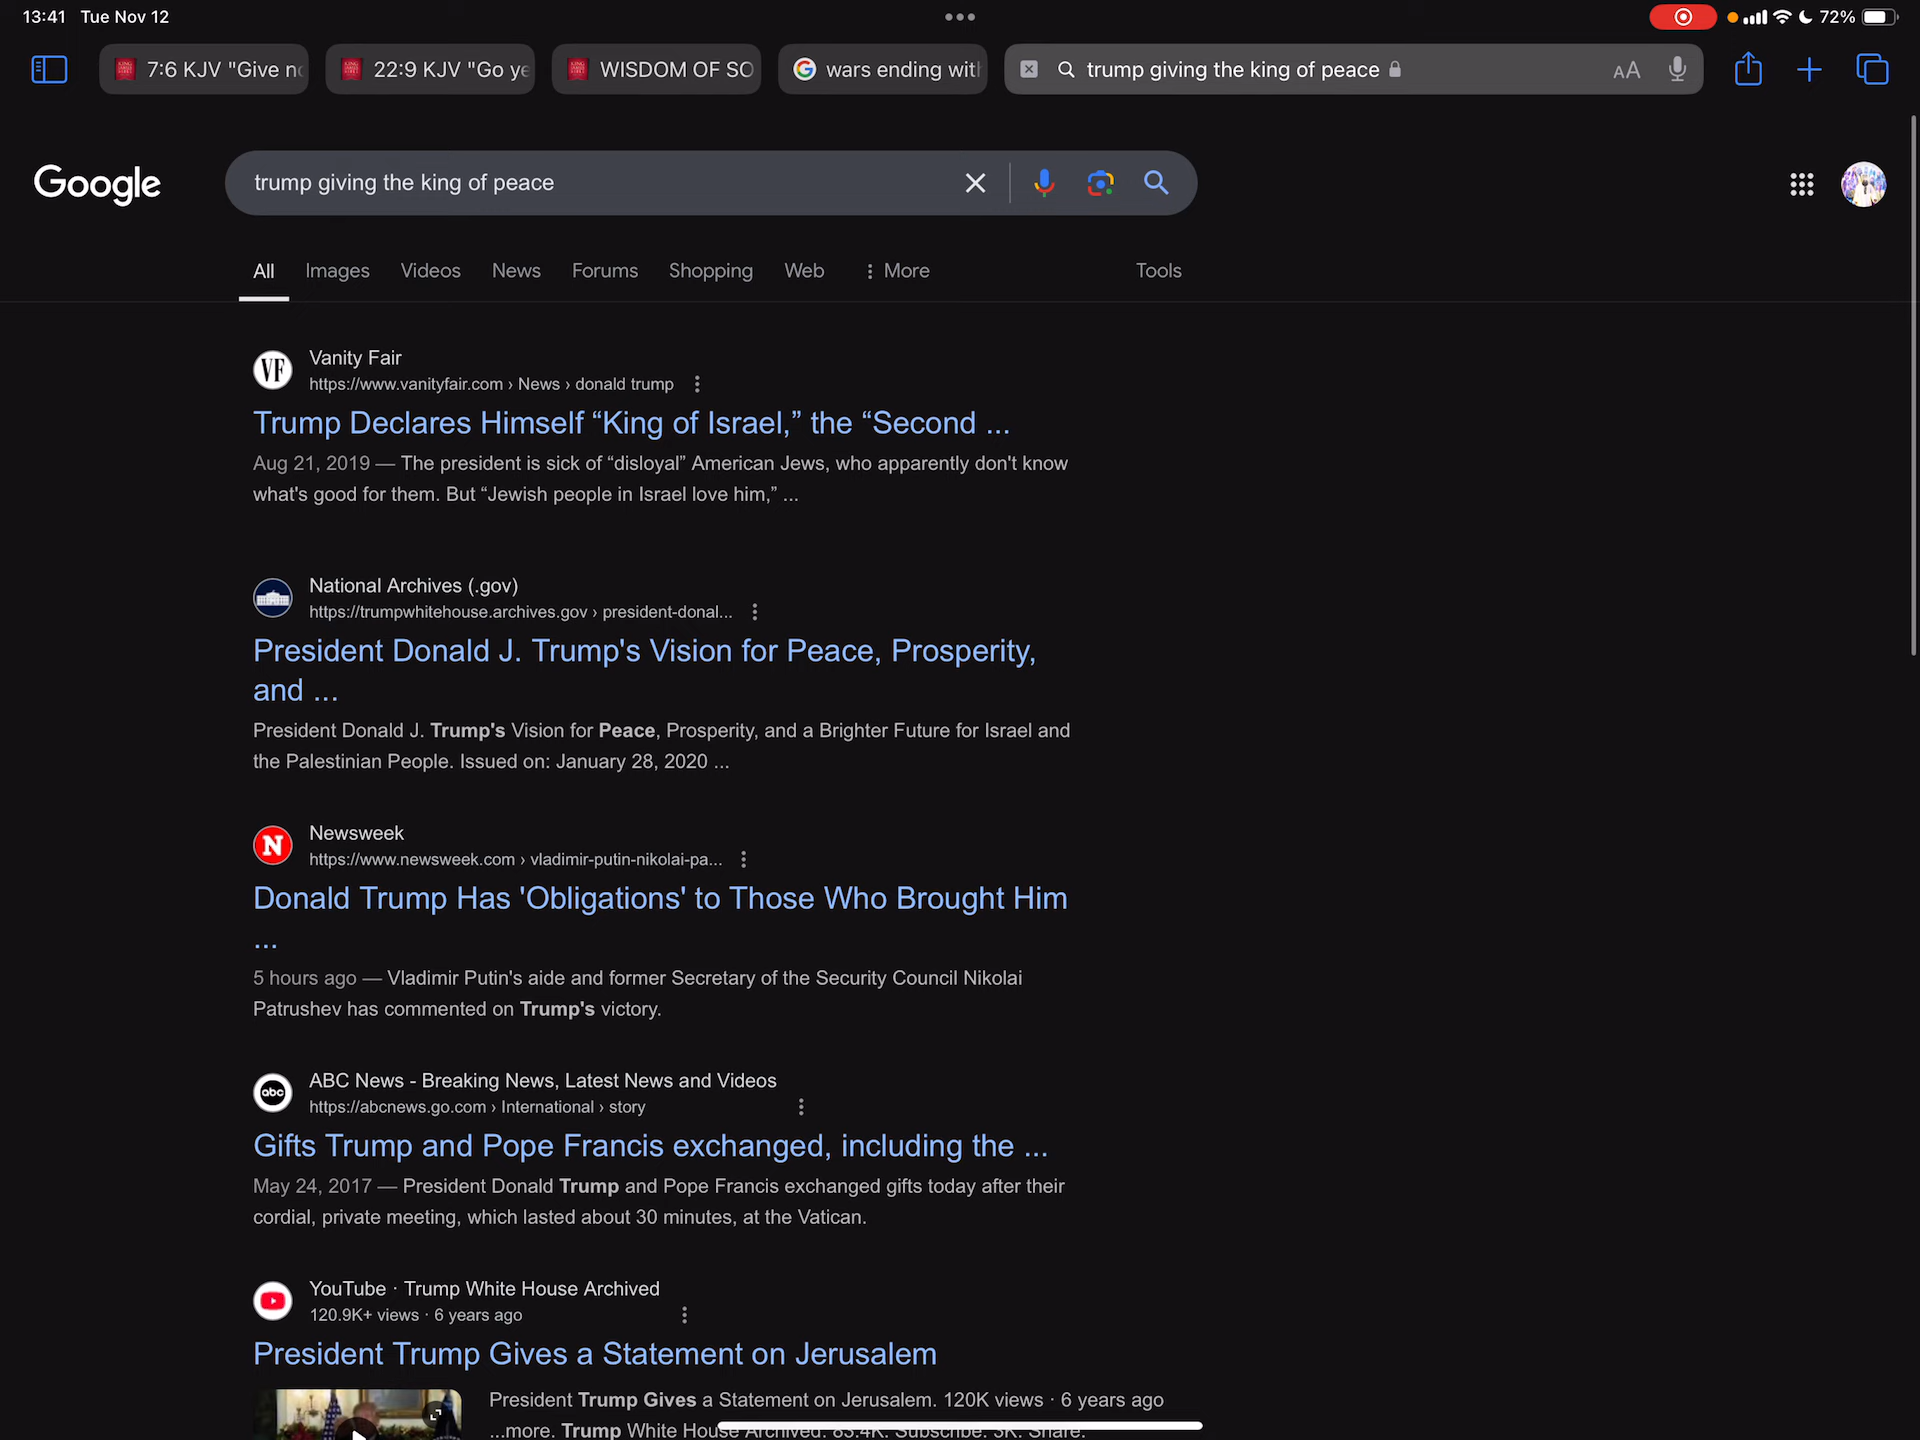 13:41 Tue Nov 12
72%
7:6 KJV "Give no
22:9 KJV "Go ye
WISDOM OF SO
wars ending with
trump giving the king of peace
AA
Google
trump giving the king of peace
All Images Videos News Forums Shopping Web More Tools
VF
Vanity Fair
https://www.vanityfair.com › News › donald trump
Trump Declares Himself “King of Israel,” the “Second ...
Aug 21, 2019 — The president is sick of “disloyal” American Jews, who apparently don't know
what's good for them. But “Jewish people in Israel love him,” ...
National Archives (.gov)
https://trumpwhitehouse.archives.gov › president-donal...
President Donald J. Trump's Vision for Peace, Prosperity,
and ...
President Donald J. Trump's Vision for Peace, Prosperity, and a Brighter Future for Israel and
the Palestinian People. Issued on: January 28, 2020 ...
N
Newsweek
https://www.newsweek.com › vladimir-putin-nikolai-pa...
Donald Trump Has 'Obligations' to Those Who Brought Him
...
5 hours ago — Vladimir Putin's aide and former Secretary of the Security Council Nikolai
Patrushev has commented on Trump's victory.
abc
ABC News - Breaking News, Latest News and Videos
https://abcnews.go.com › International › story
Gifts Trump and Pope Francis exchanged, including the ...
May 24, 2017 — President Donald Trump and Pope Francis exchanged gifts today after their
cordial, private meeting, which lasted about 30 minutes, at the Vatican.
YouTube · Trump White House Archived
120.9K+ views · 6 years ago
President Trump Gives a Statement on Jerusalem
President Trump Gives a Statement on Jerusalem. 120K views · 6 years ago
...more. Trump White House Archived. 83.4K. Subscribe. 3K. Share.